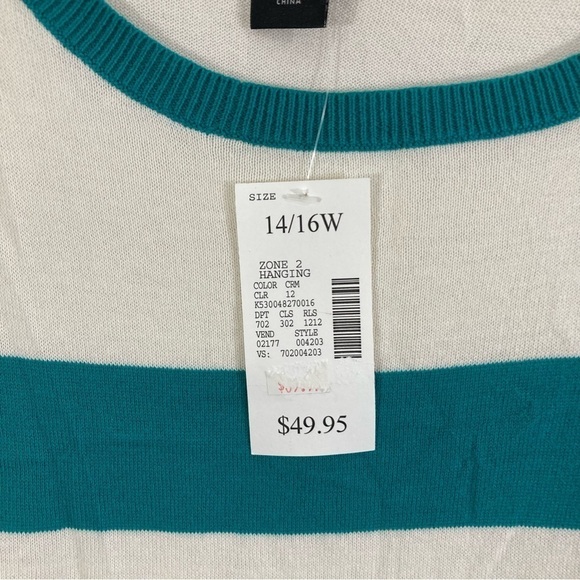 CHINA
SIZE
14/16W
ZONE 2
HANGING
COLOR CRM
CLR 12
K530048270016
DPT CLS RLS
702 302 1212
VEND STYLE
02177 004203
VS: 702004203
$49.95